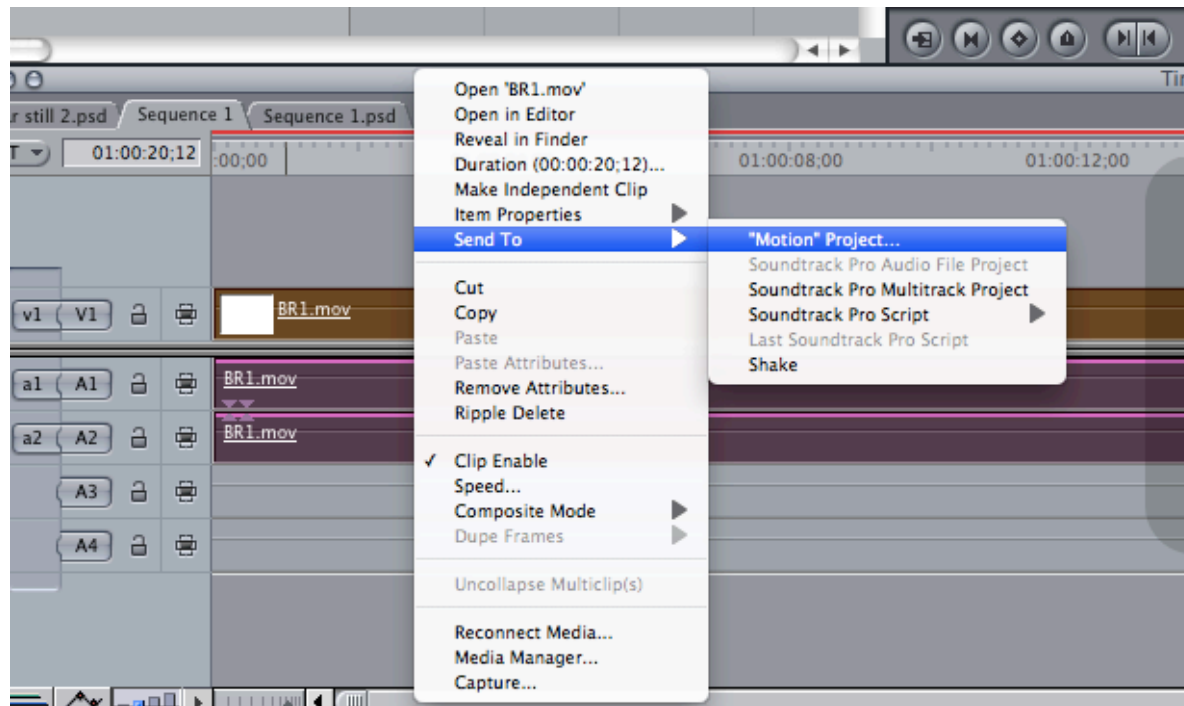 Tir
r still 2.psd
Sequence 1
Sequence 1.psd
T
01:00:20;12
:00;00
01:00:08;00
01:00:12;00
Open 'BR1.mov'
Open in Editor
Reveal in Finder
Duration (00:00:20;12)...
Make Independent Clip
Item Properties
Send To
Cut
Copy
Paste
Paste Attributes...
Remove Attributes...
Ripple Delete
✓ Clip Enable
Speed...
Composite Mode
Dupe Frames
Uncollapse Multiclip(s)
Reconnect Media...
Media Manager...
Capture...
"Motion" Project...
Soundtrack Pro Audio File Project
Soundtrack Pro Multitrack Project
Soundtrack Pro Script
Last Soundtrack Pro Script
Shake
v1 V1
BR1.mov
a1 A1
BR1.mov
a2 A2
BR1.mov
A3
A4